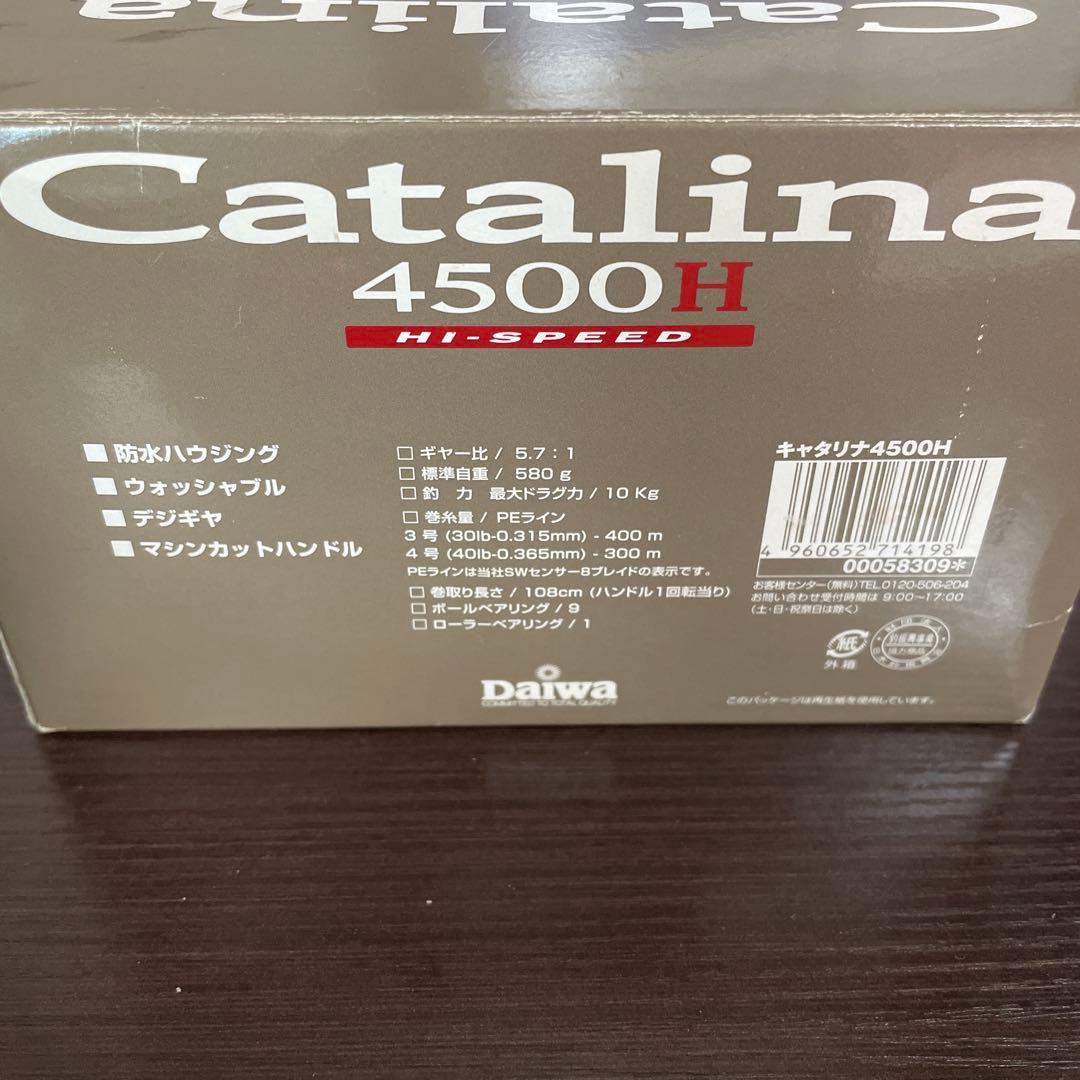 Catalina
Catalina
4500H
HI-SPEED
■ 防水ハウジング
■ ウォッシャブル
■ デジギヤ
■ マシンカットハンドル
□ ギヤー比 / 5.7:1
□ 標準自重 / 580 g
□ 釣 力 最大ドラグ力 / 10 Kg
□ 巻糸量 / PEライン
3 号 (30lb-0.315mm) - 400 m
4 号 (40lb-0.365mm) - 300 m
PEラインは当社SWセンサー8ブレイドの表示です。
□ 巻取り長さ / 108cm (ハンドル1回転当り)
□ ボールベアリング / 9
□ ローラーベアリング / 1
キャタリナ4500H
4 960652 714198
00058309*
お客様センター(無料)TEL.0120-506-204
お問い合わせ受付時間は 9:00~17:00
(土・日・祝祭日は除く)
紙
外箱
協力商品
Daiwa
COMMITTED TO TOTAL QUALITY
このパッケージは再生紙を使用しています。